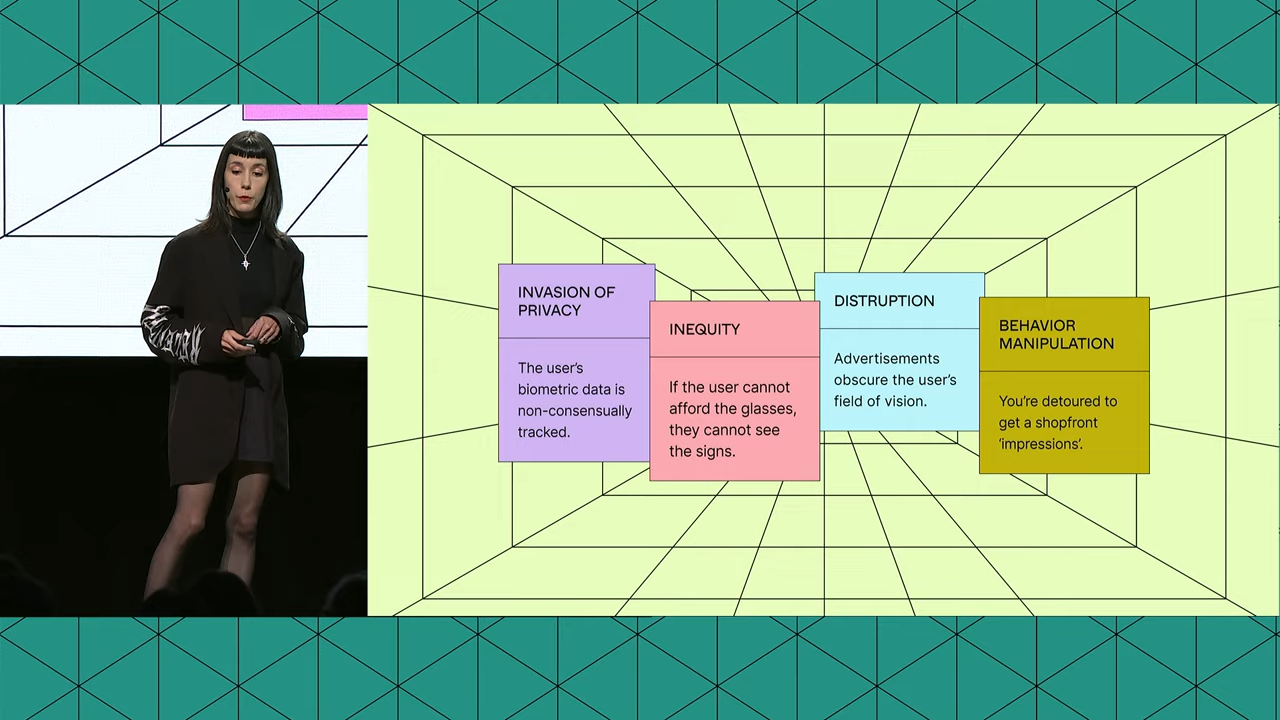 INVASION OF
PRIVACY
The user’s
biometric data is
non-consensually
tracked.
INEQUITY
If the user cannot
afford the glasses,
they cannot see
the signs.
DISTRUPTION
Advertisements
obscure the user’s
field of vision.
BEHAVIOR
MANIPULATION
You’re detoured to
get a shopfront
‘impressions’.